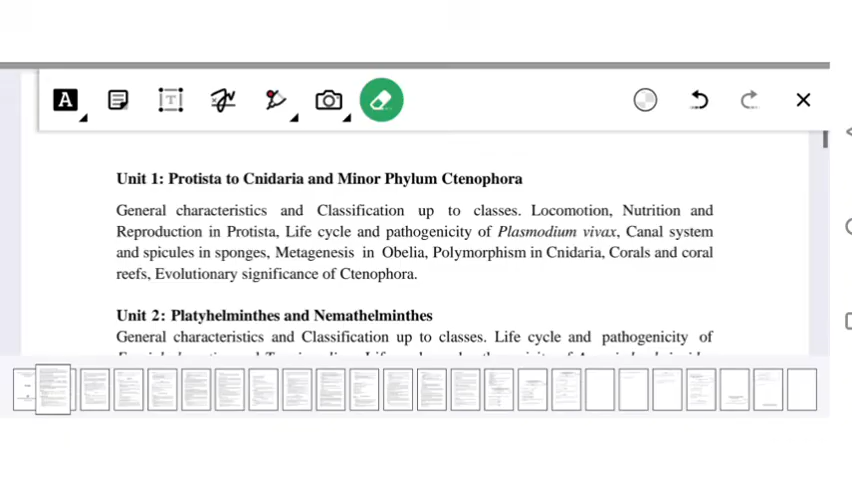 Unit 1: Protista to Cnidaria and Minor Phylum Ctenophora
General characteristics and Classification up to classes. Locomotion, Nutrition and
Reproduction in Protista, Life cycle and pathogenicity of Plasmodium vivax, Canal system
and spicules in sponges, Metagenesis in Obelia, Polymorphism in Cnidaria, Corals and coral
reefs, Evolutionary significance of Ctenophora.
Unit 2: Platyhelminthes and Nemathelminthes
General characteristics and Classification up to classes. Life cycle and pathogenicity of